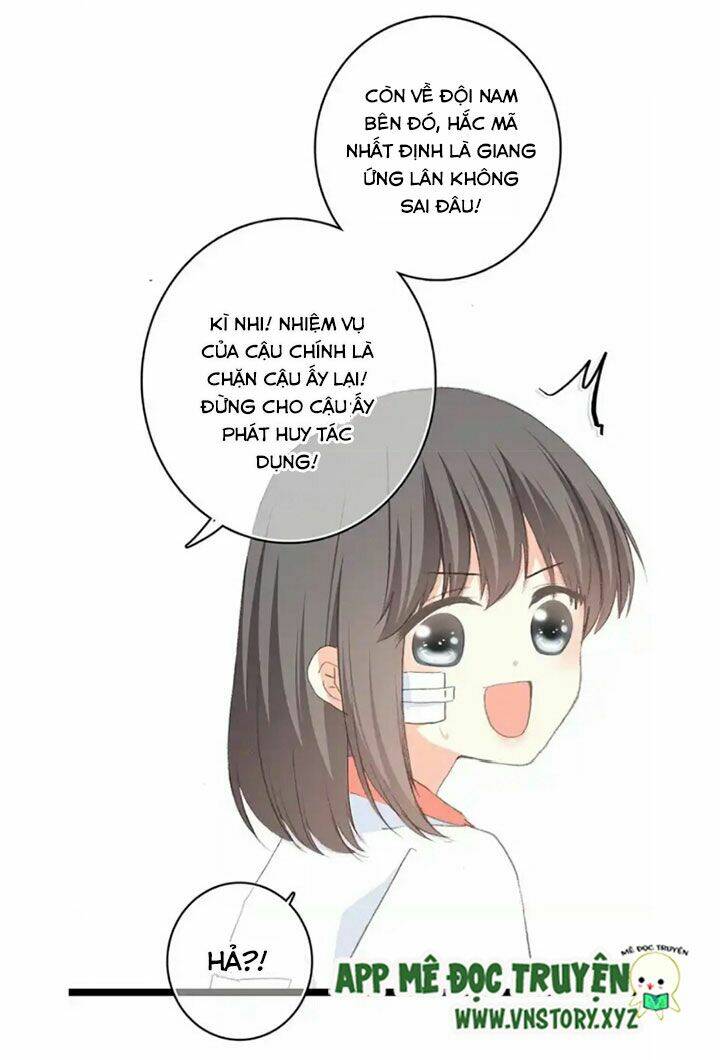 CÒN VỀ ĐỘI NAM
BÊN ĐÓ, HẮC MÃ
NHẤT ĐỊNH LÀ GIANG
ỨNG LÂN KHÔNG
SAI ĐÂU!
KÌ NHI! NHIỆM VỤ
CỦA CẬU CHÍNH LÀ
CHẶN CẬU ẤY LẠI!
ĐỪNG CHO CẬU ẤY
PHÁT HUY TÁC
DỤNG!
HẢ?!
MÊ ĐỌC TRUYỆN
APP MÊ ĐỌC TRUYỆN
WWW.VNSTORY.XYZ